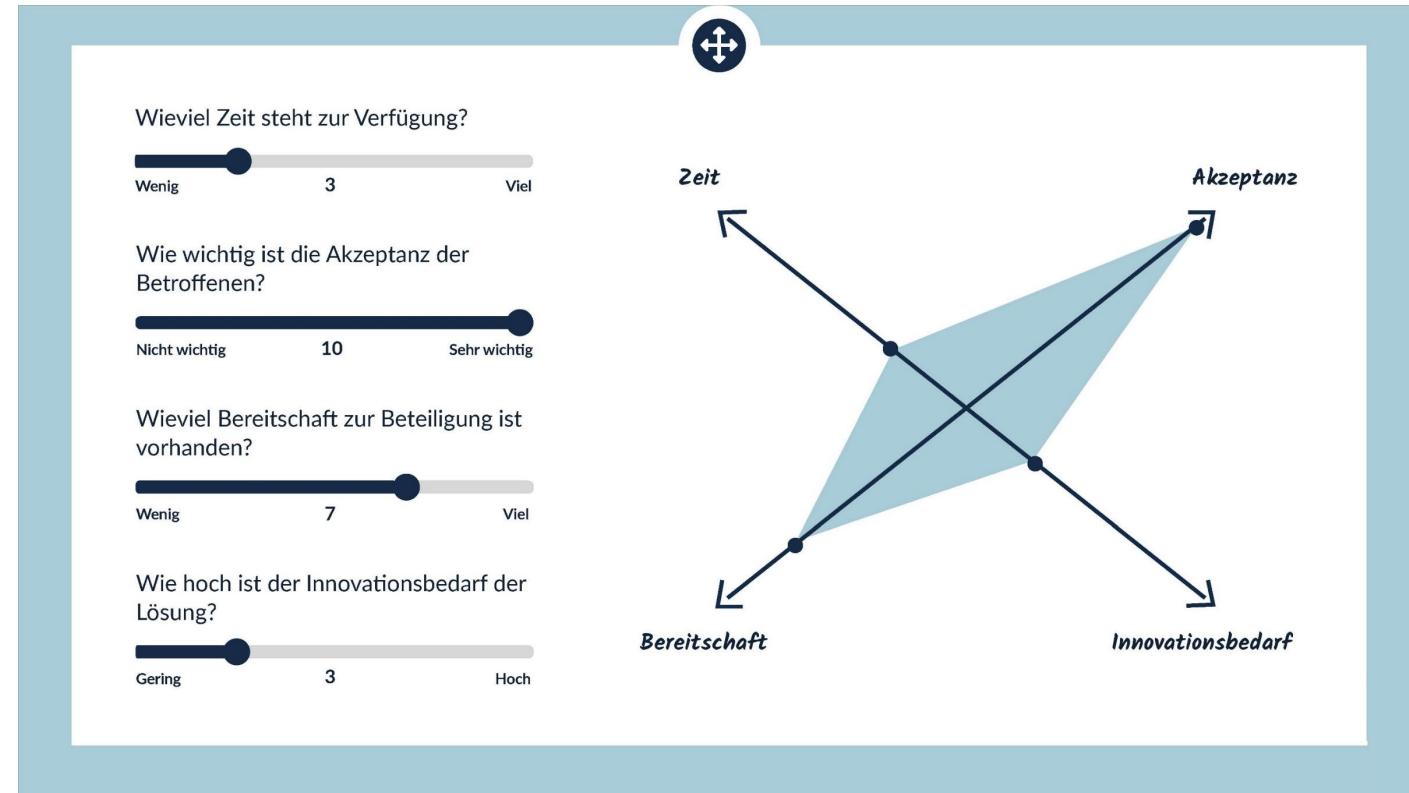 Wieviel Zeit steht zur Verfügung?
Wenig 3 Viel
Wie wichtig ist die Akzeptanz der
Betroffenen?
Nicht wichtig 10 Sehr wichtig
Wieviel Bereitschaft zur Beteiligung ist
vorhanden?
Wenig 7 Viel
Wie hoch ist der Innovationsbedarf der
Lösung?
Gering 3 Hoch
Zeit
Akzeptanz
Bereitschaft
Innovationsbedarf